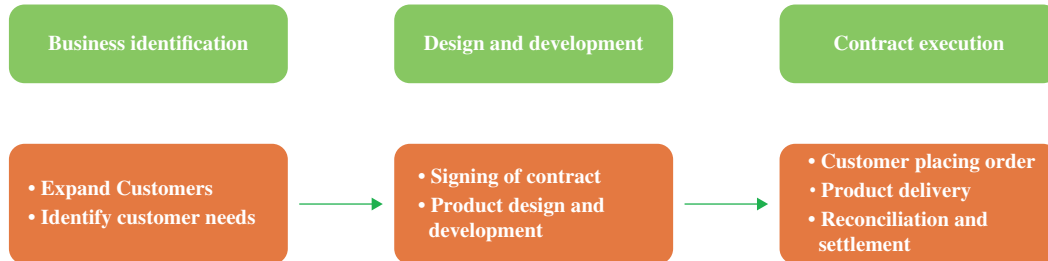 Business identification
Design and development
Contract execution
• Expand Customers
• Identify customer needs
• Signing of contract
• Product design and
development
• Customer placing order
• Product delivery
• Reconciliation and
settlement